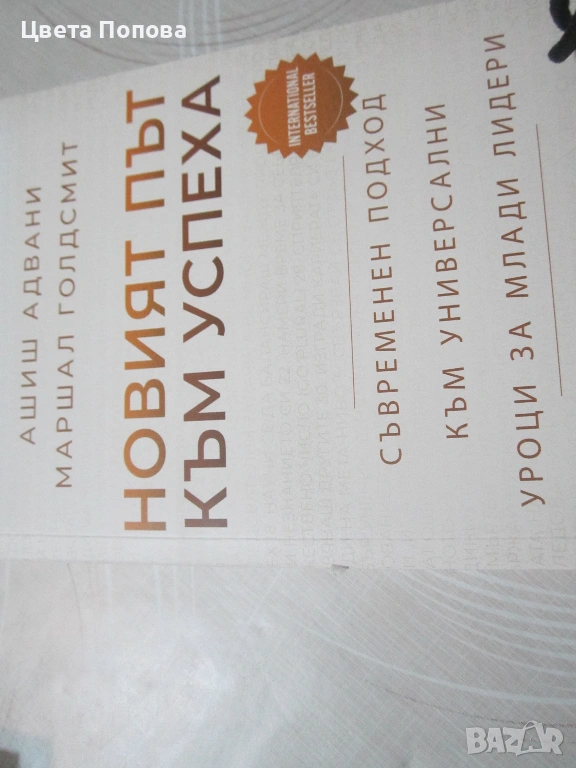 Цвета Попова
АШИШ АДВАНИ
МАРШАЛ ГОЛДСМИТ
НОВИЯТ ПЪТ
КЪМ УСПЕХА
INTERNATIONAL
BESTSELLER
СЪВРЕМЕНЕН ПОДХОД
КЪМ УНИВЕРСАЛНИ
УРОЦИ ЗА МЛАДИ ЛИДЕРИ
BAZAR